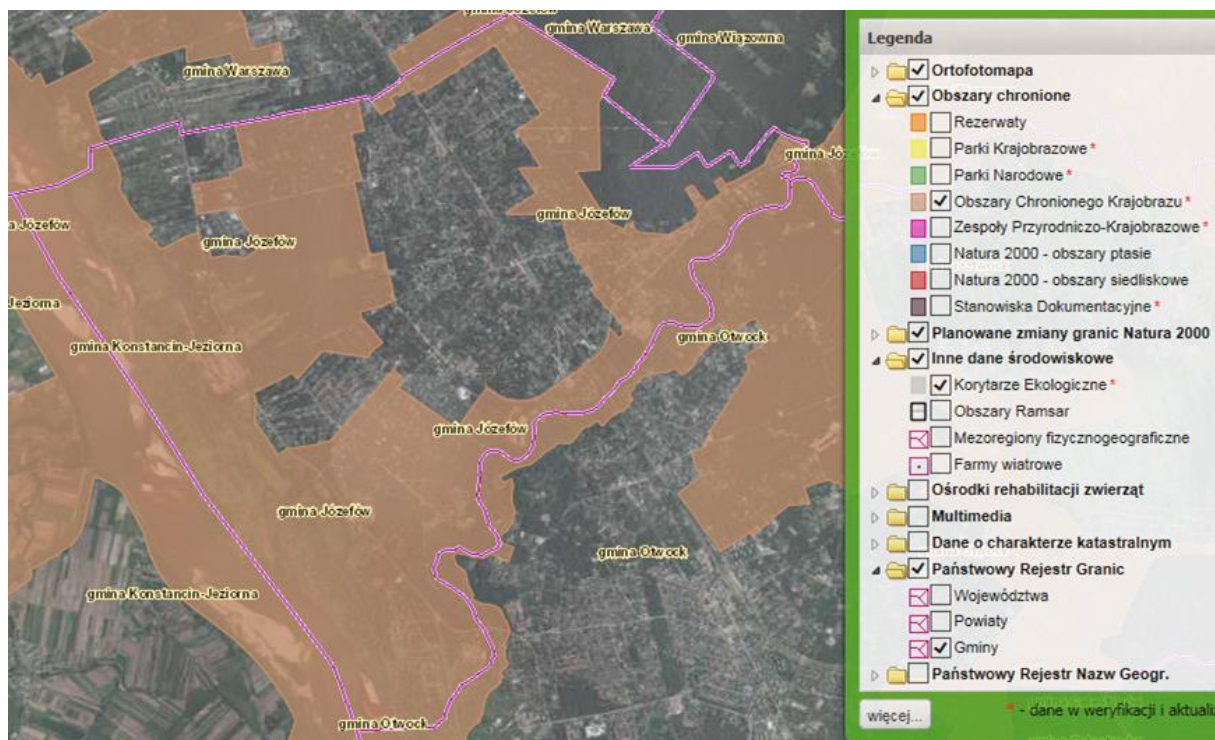 gmina Józefów
gmina Warszawa
gmina Wiązowna
gmina Warszawa
gmina Józefów
gmina Józefów
a Józefów
gmina Józefów
Jeziorna
gmina Otwock
gmina Konstancin-Jeziorna
gmina Józefów
gmina Józefów
gmina Otwock
gmina Konstancin-Jeziorna
gmina Otwock
Legenda
Ortofotomapa
Obszary chronione
Rezerwaty
Parki Krajobrazowe *
Parki Narodowe *
Obszary Chronionego Krajobrazu *
Zespoły Przyrodniczo-Krajobrazowe *
Natura 2000 - obszary ptasie
Natura 2000 - obszary siedliskowe
Stanowiska Dokumentacyjne *
Planowane zmiany granic Natura 2000
Inne dane środowiskowe
Korytarze Ekologiczne *
Obszary Ramsar
Mezoregiony fizycznogeograficzne
Farmy wiatrowe
Ośrodki rehabilitacji zwierząt
Multimedia
Dane o charakterze katastralnym
Państwowy Rejestr Granic
Województwa
Powiaty
Gminy
Państwowy Rejestr Nazw Geogr.
więcej...
* - dane w weryfikacji i aktuali